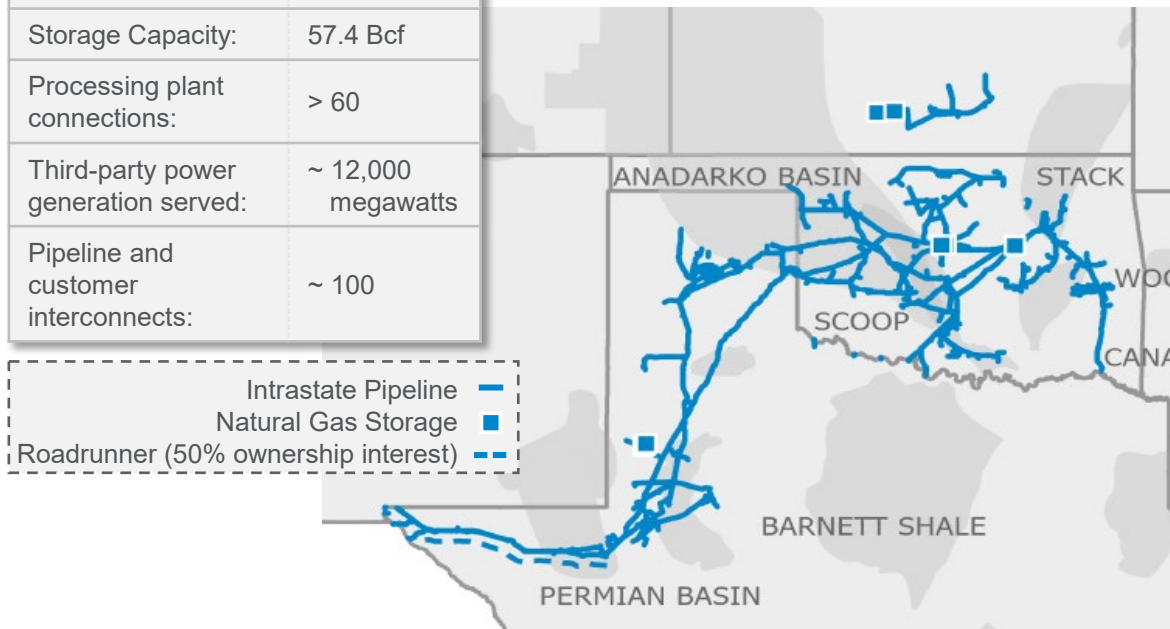 Storage Capacity: 57.4 Bcf
Processing plant
connections:
> 60
Third-party power
generation served:
~ 12,000
megawatts
Pipeline and
customer
interconnects:
~ 100
Intrastate Pipeline
Natural Gas Storage
Roadrunner (50% ownership interest)
ANADARKO BASIN
STACK
WOO
SCOOP
CANA
BARNETT SHALE
PERMIAN BASIN